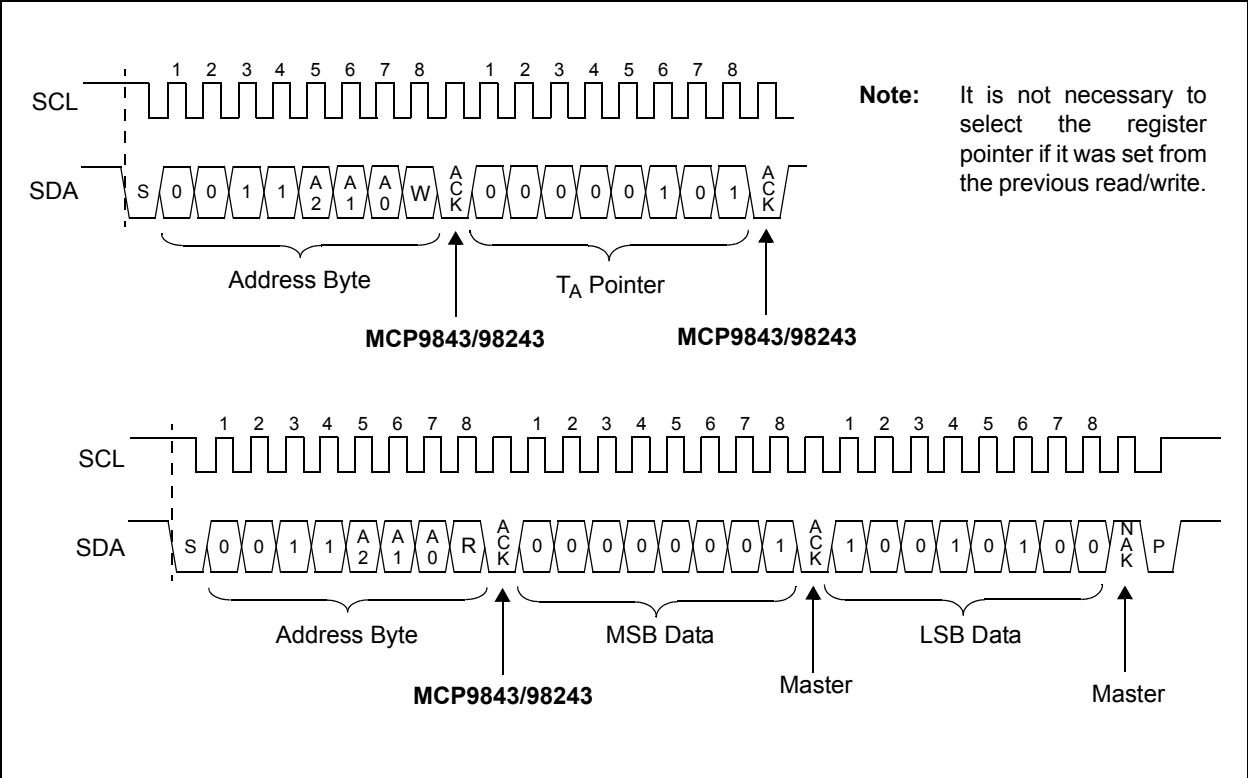 1 2 3 4 5 6 7 8 1 2 3 4 5 6 7 8
SCL
Note: It is not necessary to
select the register
pointer if it was set from
the previous read/write.
SDA S 0 0 1 1 A2 A1 A0 W ACK 0 0 0 0 0 1 0 1 ACK
Address Byte TA Pointer
MCP9843/98243 MCP9843/98243
1 2 3 4 5 6 7 8 1 2 3 4 5 6 7 8 1 2 3 4 5 6 7 8
SCL
SDA S 0 0 1 1 A2 A1 A0 R ACK 0 0 0 0 0 0 0 1 ACK 1 0 0 1 0 1 0 0 NAK P
Address Byte MSB Data LSB Data
MCP9843/98243 Master Master